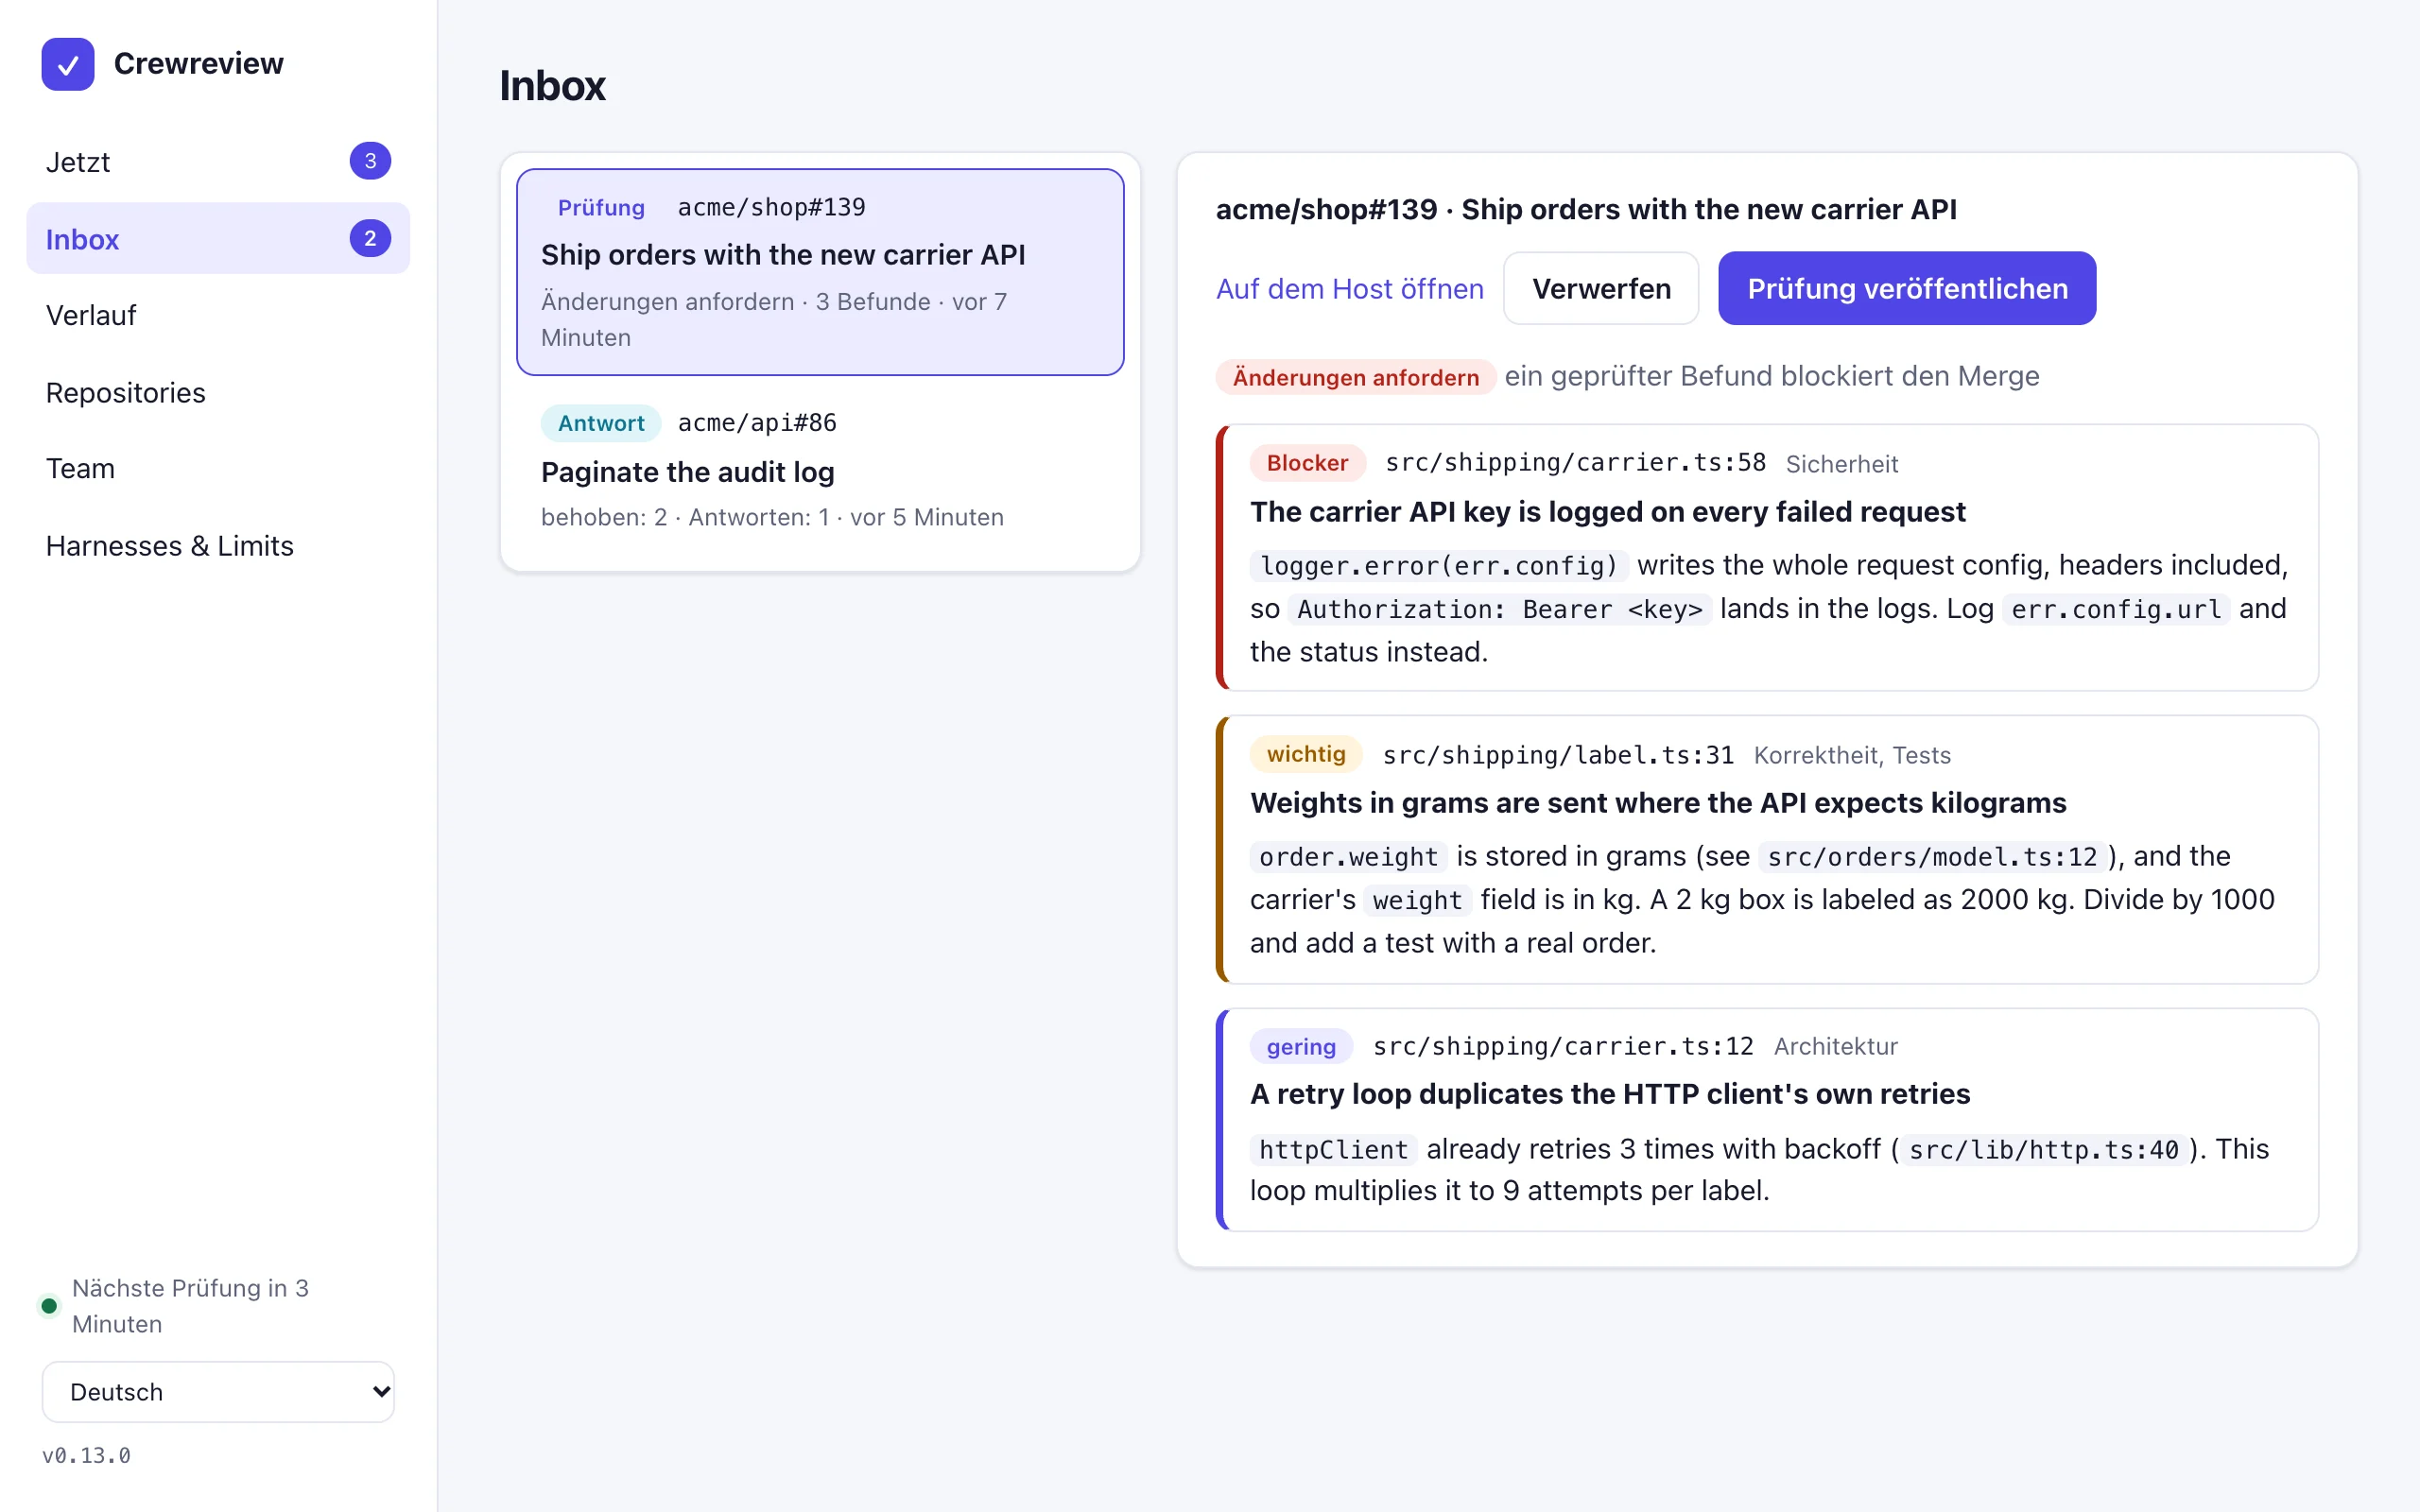 Crewreview
Jetzt 3
Inbox 2
Verlauf
Repositories
Team
Harnesses & Limits
Nächste Prüfung in 3
Minuten
Deutsch
v0.13.0
Inbox
Prüfung acme/shop#139
Ship orders with the new carrier API
Änderungen anfordern · 3 Befunde · vor 7
Minuten
Antwort acme/api#86
Paginate the audit log
behoben: 2 · Antworten: 1 · vor 5 Minuten
acme/shop#139 · Ship orders with the new carrier API
Auf dem Host öffnen Verwerfen Prüfung veröffentlichen
Änderungen anfordern ein geprüfter Befund blockiert den Merge
Blocker src/shipping/carrier.ts:58 Sicherheit
The carrier API key is logged on every failed request
logger.error(err.config) writes the whole request config, headers included,
so Authorization: Bearer <key> lands in the logs. Log err.config.url and
the status instead.
wichtig src/shipping/label.ts:31 Korrektheit, Tests
Weights in grams are sent where the API expects kilograms
order.weight is stored in grams (see src/orders/model.ts:12), and the
carrier's weight field is in kg. A 2 kg box is labeled as 2000 kg. Divide by 1000
and add a test with a real order.
gering src/shipping/carrier.ts:12 Architektur
A retry loop duplicates the HTTP client's own retries
httpClient already retries 3 times with backoff (src/lib/http.ts:40). This
loop multiplies it to 9 attempts per label.